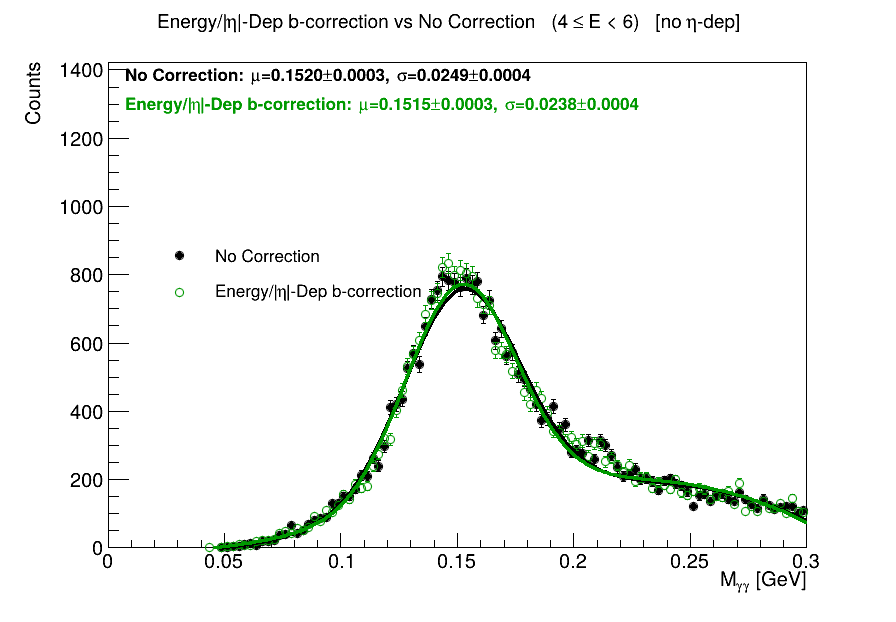 Energy/|η|-Dep b-correction vs No Correction (4 ≤ E < 6) [no η-dep]
Counts
No Correction: μ=0.1520±0.0003, σ=0.0249±0.0004
Energy/|η|-Dep b-correction: μ=0.1515±0.0003, σ=0.0238±0.0004
1400
1200
1000
800
600
400
200
0
No Correction
Energy/|η|-Dep b-correction
0 0.05 0.1 0.15 0.2 0.25 0.3
Mγγ [GeV]